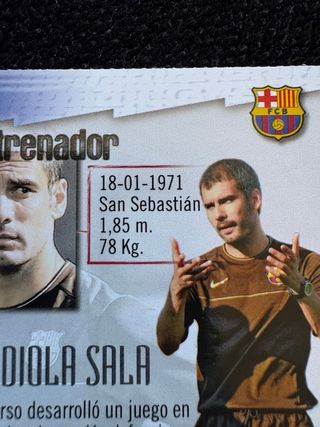 trenador
FCB
18-01-1971
San Sebastián
1,85 m.
78 Kg.
DIOLA SALA
rso desarrolló un juego en